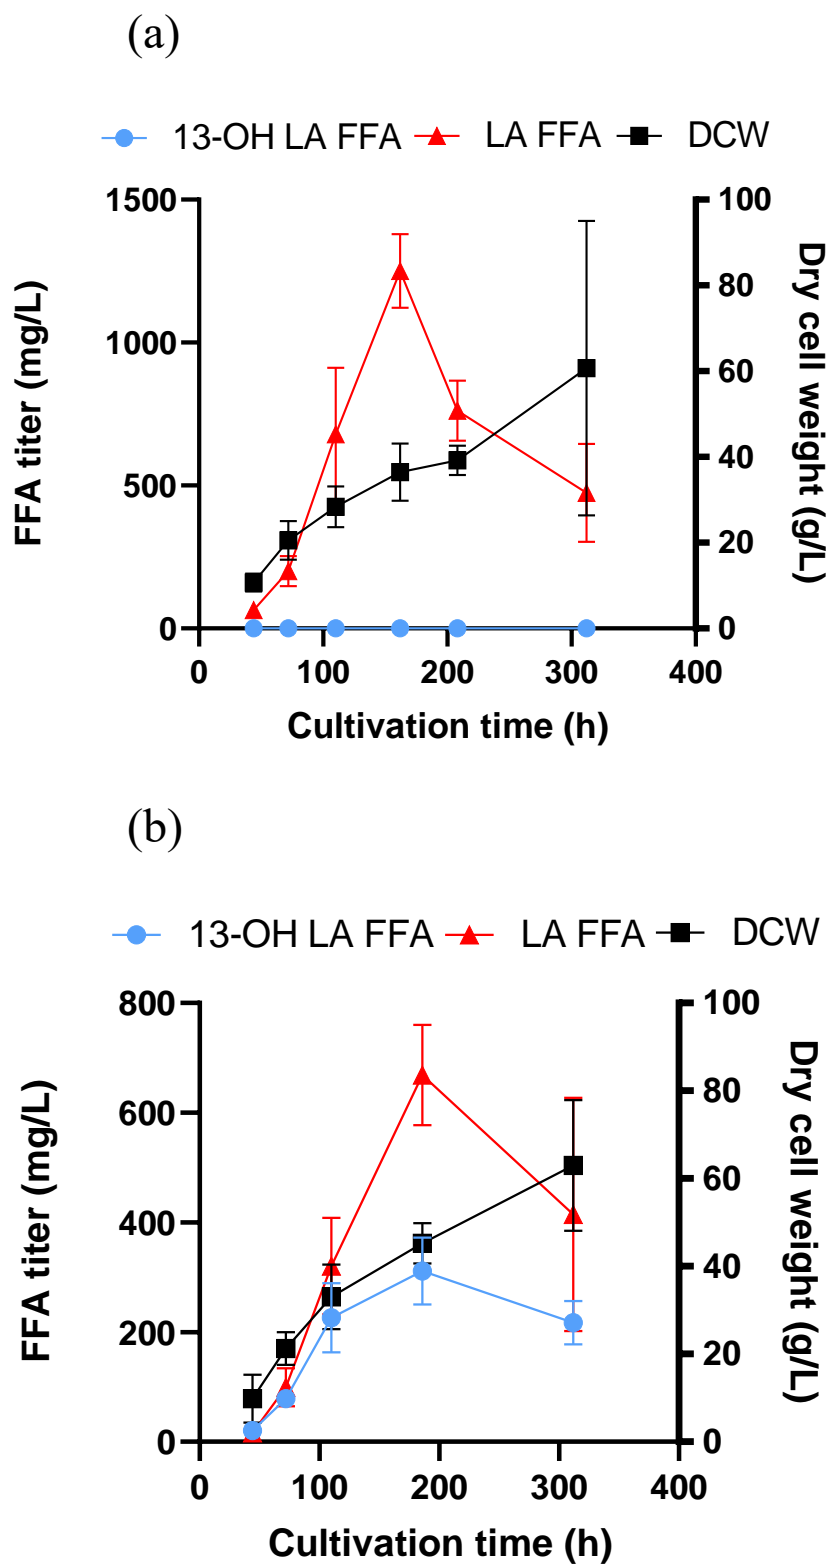 (a)
13-OH LA FFA LA FFA DCW
1500 100
80
1000
60
500 40
20
0 0
0 100 200 300 400
FFA titer (mg/L)
Dry cell weight (g/L)
Cultivation time (h)
(b)
13-OH LA FFA LA FFA DCW
800 100
80
600
60
400
40
200
20
0 0
0 100 200 300 400
FFA titer (mg/L)
Dry cell weight (g/L)
Cultivation time (h)